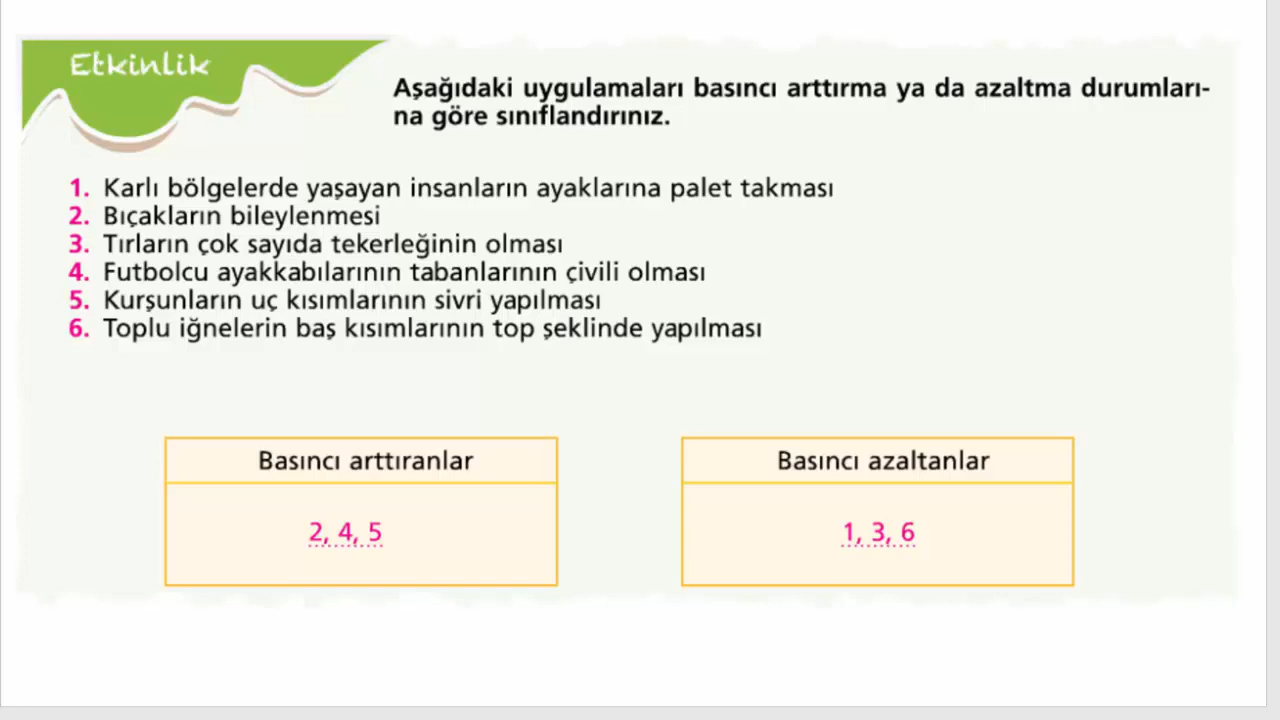 Etkinlik
Aşağıdaki uygulamaları basıncı arttırma ya da azaltma durumları-
na göre sınıflandırınız.
1. Karlı bölgelerde yaşayan insanların ayaklarına palet takması
2. Bıçakların bileylenmesi
3. Tırların çok sayıda tekerleğinin olması
4. Futbolcu ayakkabılarının tabanlarının çivili olması
5. Kurşunların uç kısımlarının sivri yapılması
6. Toplu iğnelerin baş kısımlarının top şeklinde yapılması
Basıncı arttıranlar
2, 4, 5
Basıncı azaltanlar
1, 3, 6